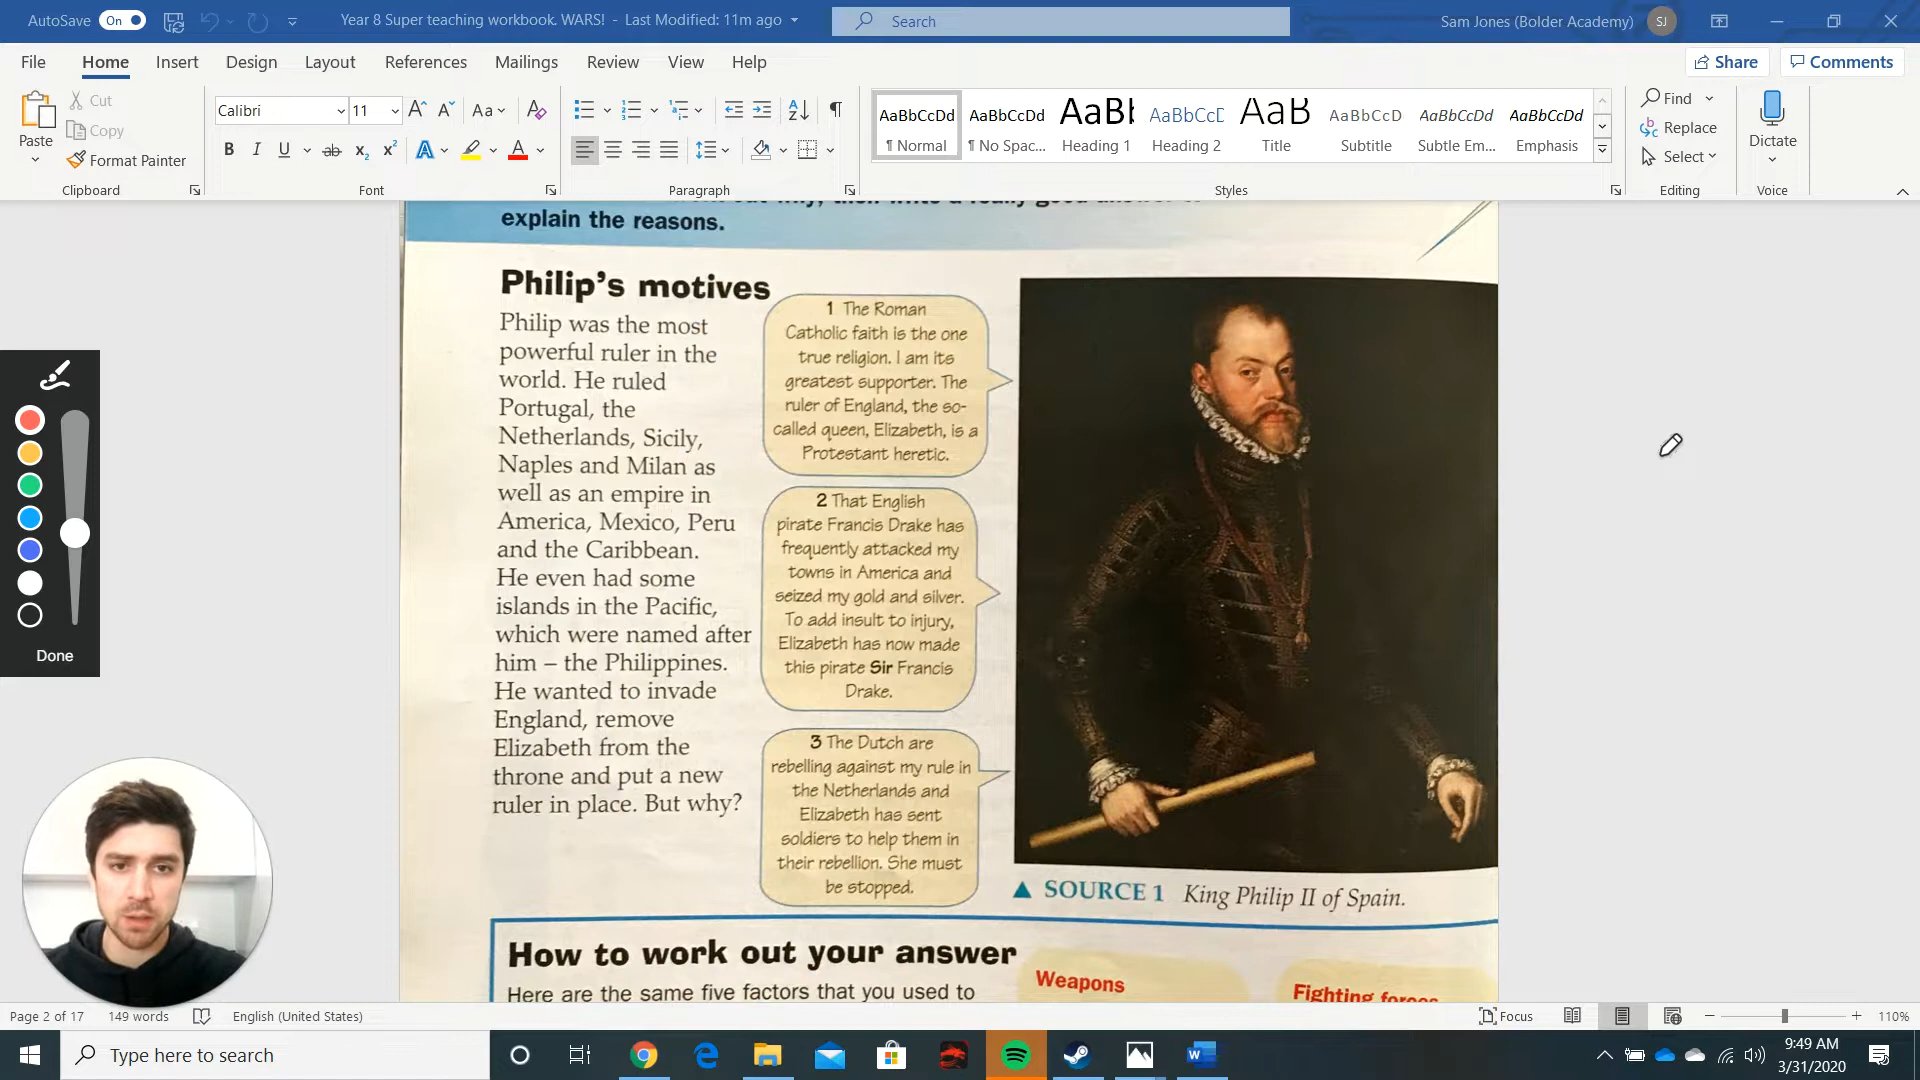 AutoSave On Year 8 Super teaching workbook. WARS! - Last Modified: 11m ago Search Sam Jones (Bolder Academy) SJ
File Home Insert Design Layout References Mailings Review View Help Share Comments
Paste Cut Copy Format Painter
Calibri 11 Aa
AaBbCcDd AaBbCcDd AaBb AaBbCcD AaB AaBbCcD AaBbCcDd AaBbCcDd
¶ Normal ¶ No Spac... Heading 1 Heading 2 Title Subtitle Subtle Em... Emphasis
Find Replace Select Dictate
Clipboard Font Paragraph Styles Editing Voice
explain the reasons.
Philip's motives
Philip was the most
powerful ruler in the
world. He ruled
Portugal, the
Netherlands, Sicily,
Naples and Milan as
well as an empire in
America, Mexico, Peru
and the Caribbean.
He even had some
islands in the Pacific,
which were named after
him – the Philippines.
He wanted to invade
England, remove
Elizabeth from the
throne and put a new
ruler in place. But why?
1 The Roman
Catholic faith is the one
true religion. I am its
greatest supporter. The
ruler of England, the so-
called queen, Elizabeth, is a
Protestant heretic.
2 That English
pirate Francis Drake has
frequently attacked my
towns in America and
seized my gold and silver.
To add insult to injury,
Elizabeth has now made
this pirate Sir Francis
Drake.
3 The Dutch are
rebelling against my rule in
the Netherlands and
Elizabeth has sent
soldiers to help them in
their rebellion. She must
be stopped.
▲ SOURCE 1 King Philip II of Spain.
How to work out your answer
Here are the same five factors that you used to
Weapons
Fighting forces
Done
Page 2 of 17 149 words English (United States) Focus 110%
Type here to search
9:49 AM
3/31/2020